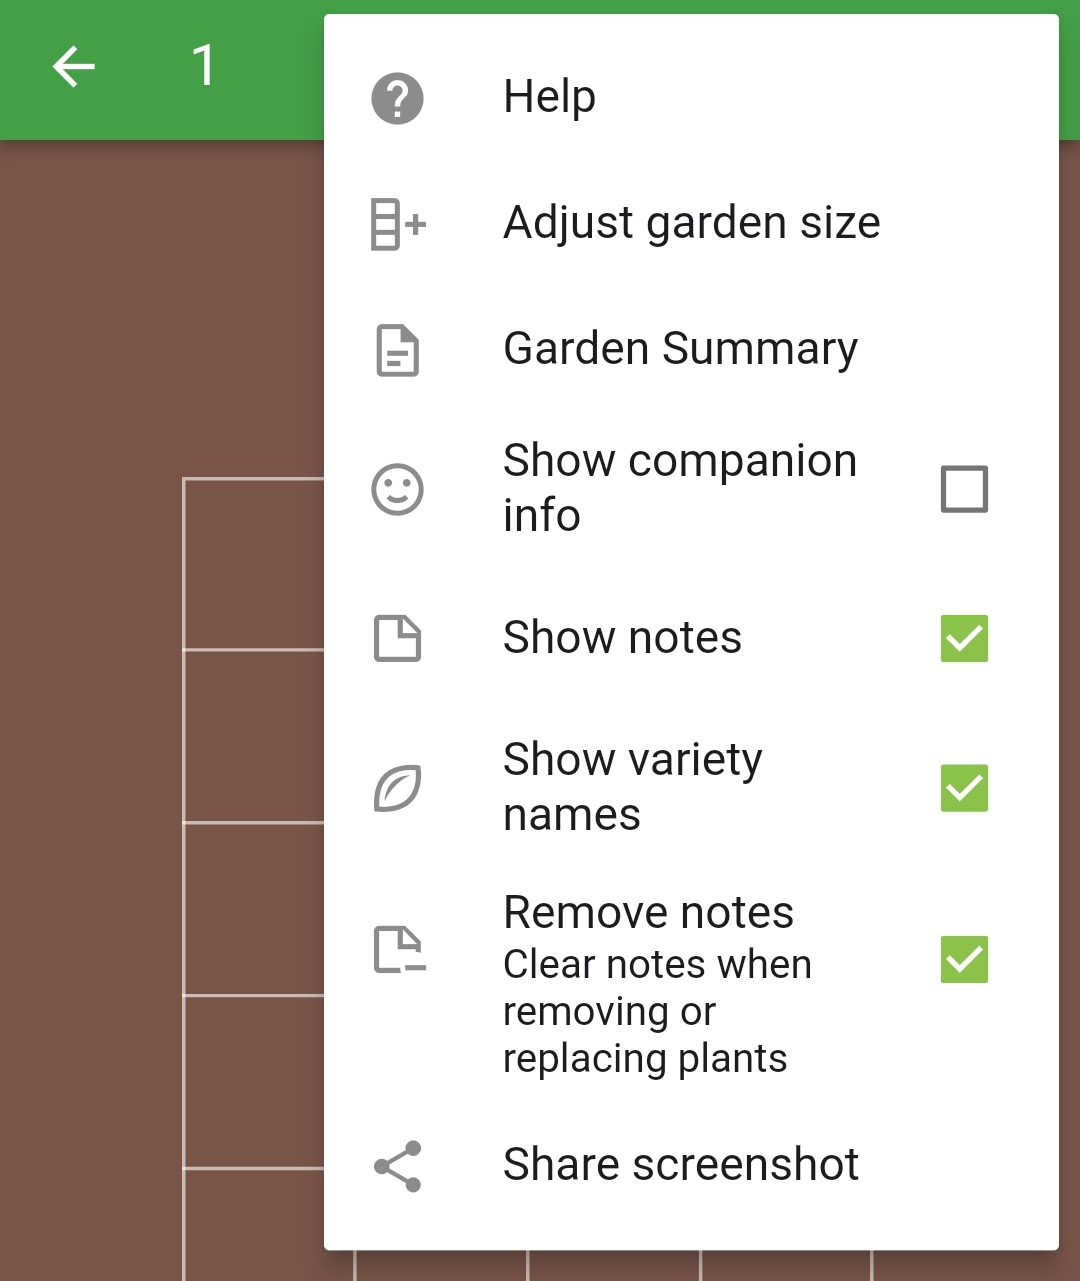 1
Help
Adjust garden size
Garden Summary
Show companion
info
Show notes
Show variety
names
Remove notes
Clear notes when
removing or
replacing plants
Share screenshot